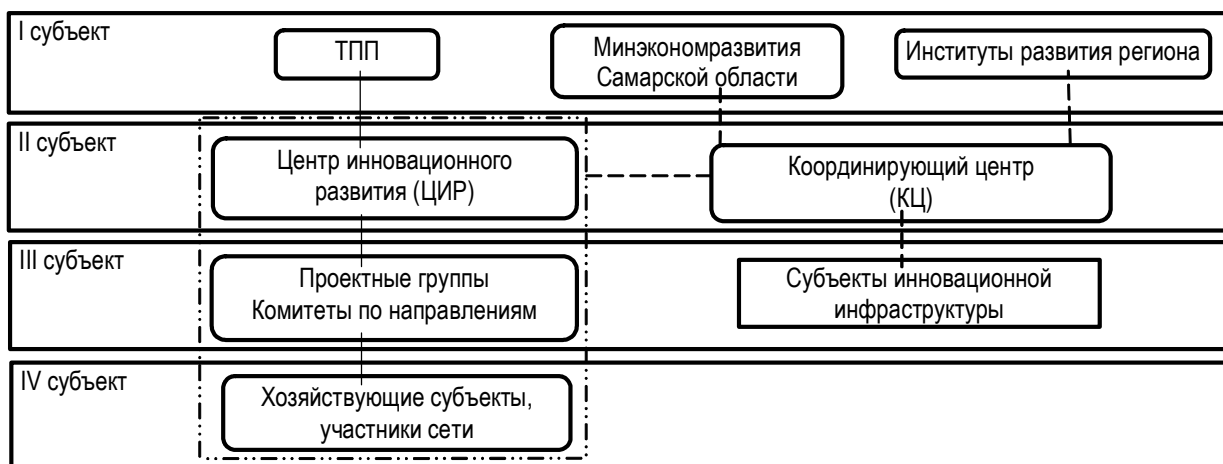 I субъект
ТПП
Минэкономразвития
Самарской области
Институты развития региона
II субъект
Центр инновационного
развития (ЦИР)
Координирующий центр
(КЦ)
III субъект
Проектные группы
Комитеты по направлениям
Субъекты инновационной
инфраструктуры
IV субъект
Хозяйствующие субъекты,
участники сети